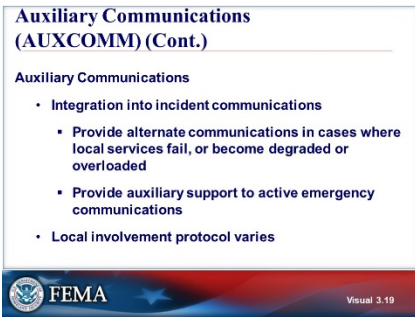 Auxiliary Communications
(AUXCOMM) (Cont.)
Auxiliary Communications
• Integration into incident communications
▪ Provide alternate communications in cases where
local services fail, or become degraded or
overloaded
▪ Provide auxiliary support to active emergency
communications
• Local involvement protocol varies
FEMA
Visual 3.19